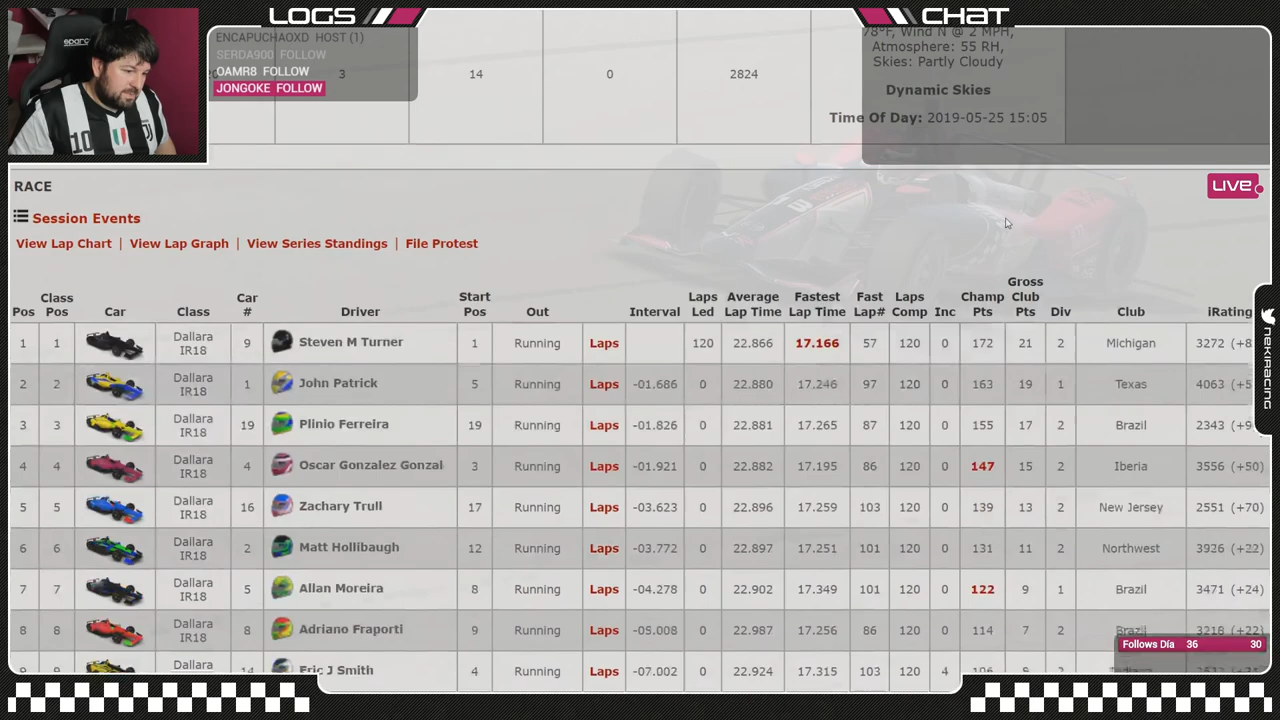 LOGS
CHAT
ENCAPUCHAOXD HOST (1)
SERDA900 FOLLOW
OAMR8 FOLLOW
JONGOKE FOLLOW
3 14 0 2824
78°F, Wind N @ 2 MPH,
Atmosphere: 55 RH,
Skies: Partly Cloudy
Dynamic Skies
Time Of Day: 2019-05-25 15:05
RACE
LIVE
Session Events
View Lap Chart | View Lap Graph | View Series Standings | File Protest
NEKIRACING
Pos Class Pos Car Class Car # Driver Start Pos Out Interval Laps Led Average Lap Time Fastest Lap Time Fast Lap# Laps Comp Inc Champ Pts Gross Club Pts Div Club iRating
1 1 Dallara IR18 9 Steven M Turner 1 Running Laps 120 22.866 17.166 57 120 0 172 21 2 Michigan 3272 (+8
2 2 Dallara IR18 1 John Patrick 5 Running Laps -01.686 0 22.880 17.246 97 120 0 163 19 1 Texas 4063 (+5
3 3 Dallara IR18 19 Plinio Ferreira 19 Running Laps -01.826 0 22.881 17.265 87 120 0 155 17 2 Brazil 2343 (+9
4 4 Dallara IR18 4 Oscar Gonzalez Gonzal 3 Running Laps -01.921 0 22.882 17.195 86 120 0 147 15 2 Iberia 3556 (+50)
5 5 Dallara IR18 16 Zachary Trull 17 Running Laps -03.623 0 22.896 17.259 103 120 0 139 13 2 New Jersey 2551 (+70)
6 6 Dallara IR18 2 Matt Hollibaugh 12 Running Laps -03.772 0 22.897 17.251 101 120 0 131 11 2 Northwest 3926 (+22)
7 7 Dallara IR18 5 Allan Moreira 8 Running Laps -04.278 0 22.902 17.349 101 120 0 122 9 1 Brazil 3471 (+24)
8 8 Dallara IR18 8 Adriano Fraporti 9 Running Laps -05.008 0 22.987 17.256 86 120 0 114 7 2 Brazil 3218 (+22)
Follows Día 36 30
9 9 Dallara 14 Eric J Smith 4 Running Laps -07.002 0 22.924 17.315 103 120 4 106